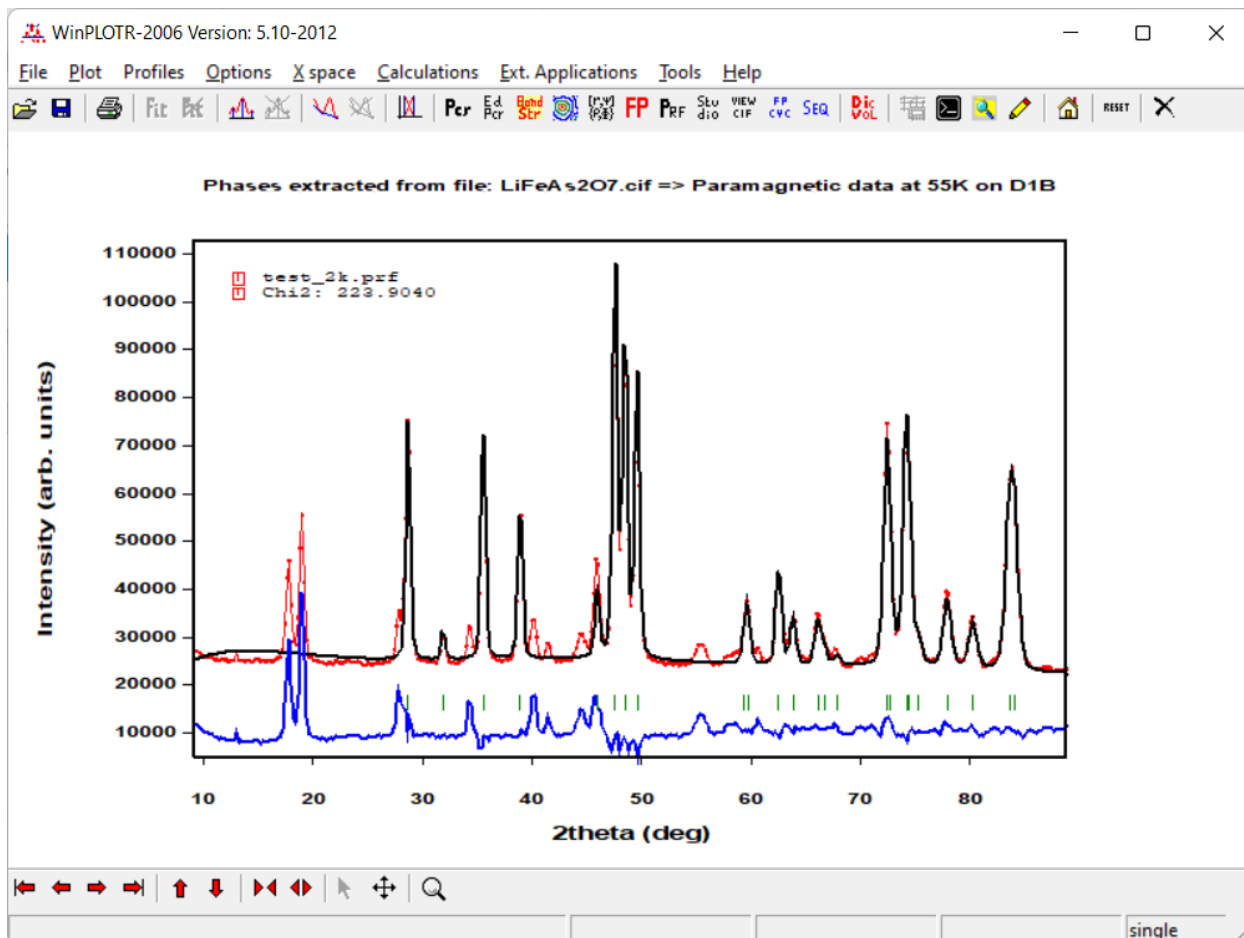 WinPLOTR-2006 Version: 5.10-2012
File Plot Profiles Options X space Calculations Ext. Applications Tools Help
Fit Pcr Ed Pcr Bond Str FP PRF Stu dio VIEW CIF FP CYC SEQ Dic VOL RESET
Phases extracted from file: LiFeAs2O7.cif => Paramagnetic data at 55K on D1B
test_2k.prf
Chi2: 223.9040
110000
100000
90000
80000
70000
60000
50000
40000
30000
20000
10000
Intensity (arb. units)
10 20 30 40 50 60 70 80
2theta (deg)
single